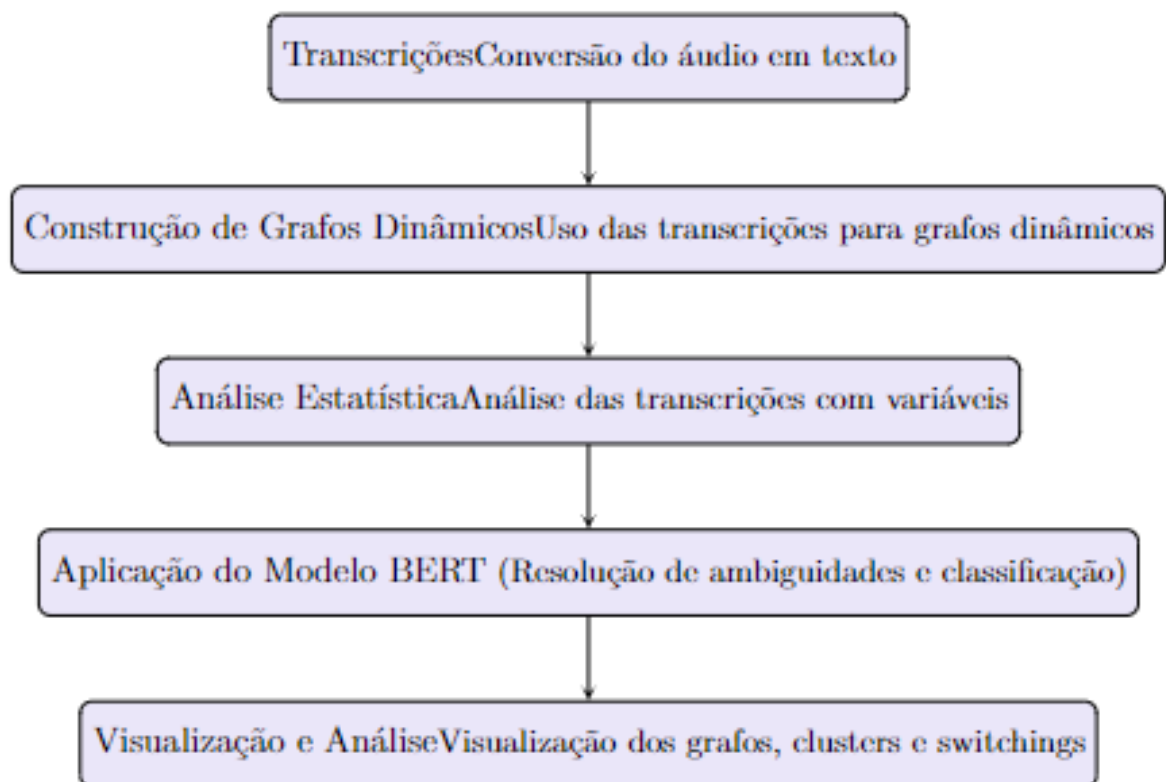 TranscriçõesConversão do áudio em texto
Construção de Grafos DinâmicosUso das transcrições para grafos dinâmicos
Análise EstatísticaAnálise das transcrições com variáveis
Aplicação do Modelo BERT (Resolução de ambiguidades e classificação)
Visualização e AnáliseVisualização dos grafos, clusters e switchings